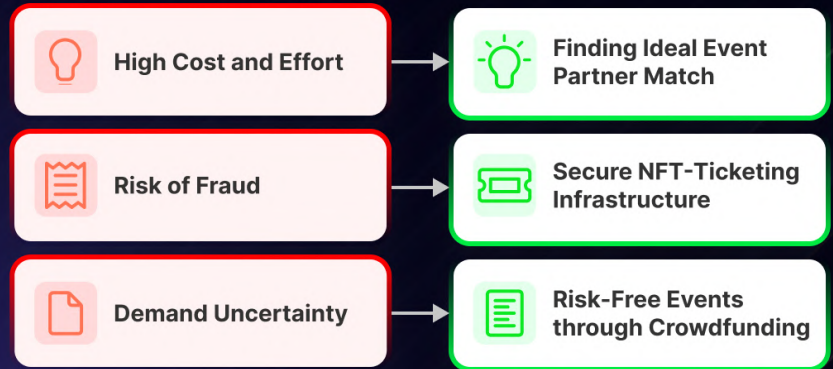 High Cost and Effort
Finding Ideal Event
Partner Match
Risk of Fraud
Secure NFT-Ticketing
Infrastructure
Demand Uncertainty
Risk-Free Events
through Crowdfunding